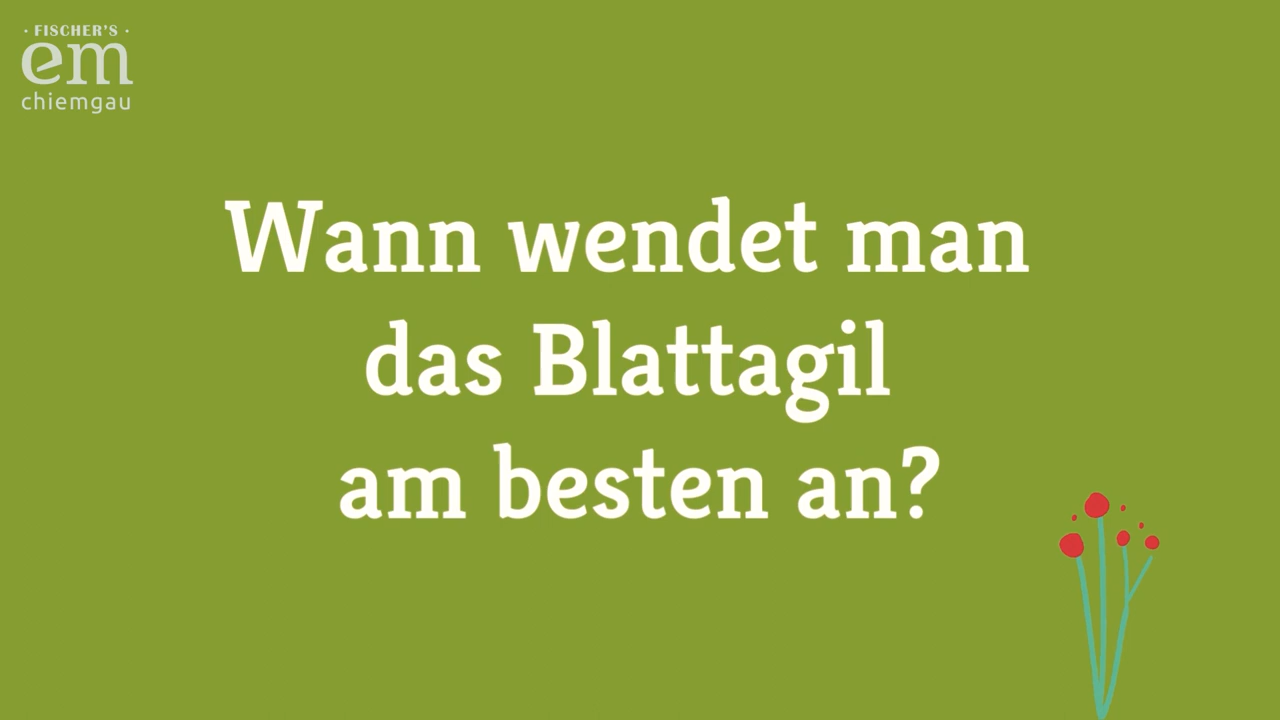 · FISCHER'S ·
em
chiemgau
Wann wendet man
das Blattagil
am besten an?